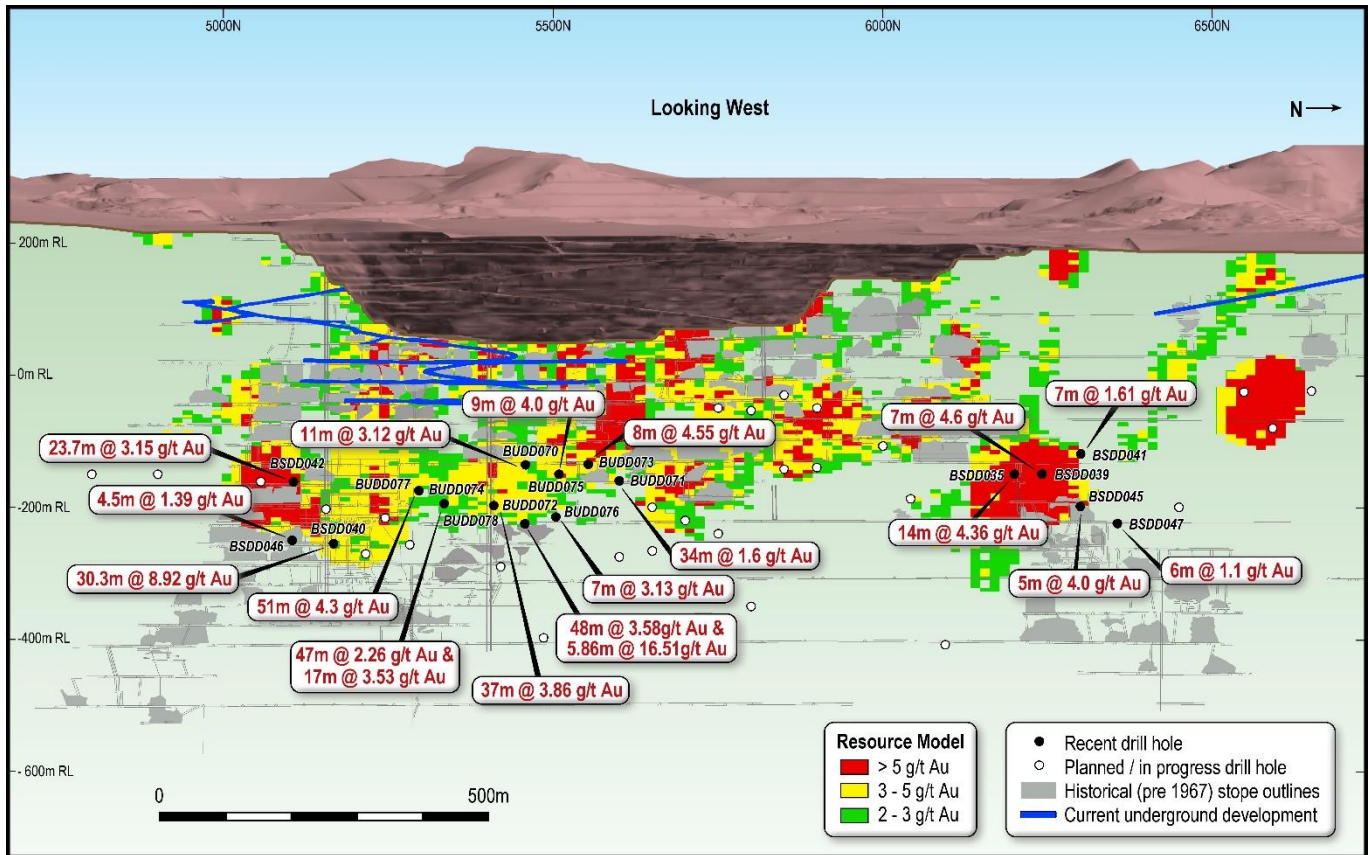 5000N
5500N
6000N
6500N
Looking West
N
200m RL
0m RL
- 200m RL
- 400m RL
- 600m RL
9m @ 4.0 g/t Au
7m @ 1.61 g/t Au
7m @ 4.6 g/t Au
11m @ 3.12 g/t Au
8m @ 4.55 g/t Au
23.7m @ 3.15 g/t Au
BSDD042
BUDD070
BUDD073
BSDD041
BUDD077
BUDD074
BUDD075
BUDD071
BSDD035
BSDD039
4.5m @ 1.39 g/t Au
BUDD072
BUDD076
BSDD045
BSDD040
BUDD078
BSDD047
BSDD046
14m @ 4.36 g/t Au
34m @ 1.6 g/t Au
30.3m @ 8.92 g/t Au
6m @ 1.1 g/t Au
5m @ 4.0 g/t Au
7m @ 3.13 g/t Au
51m @ 4.3 g/t Au
48m @ 3.58g/t Au &
5.86m @ 16.51g/t Au
47m @ 2.26 g/t Au &
17m @ 3.53 g/t Au
37m @ 3.86 g/t Au
0
500m
Resource Model
> 5 g/t Au
3 - 5 g/t Au
2 - 3 g/t Au
Recent drill hole
Planned / in progress drill hole
Historical (pre 1967) stope outlines
Current underground development